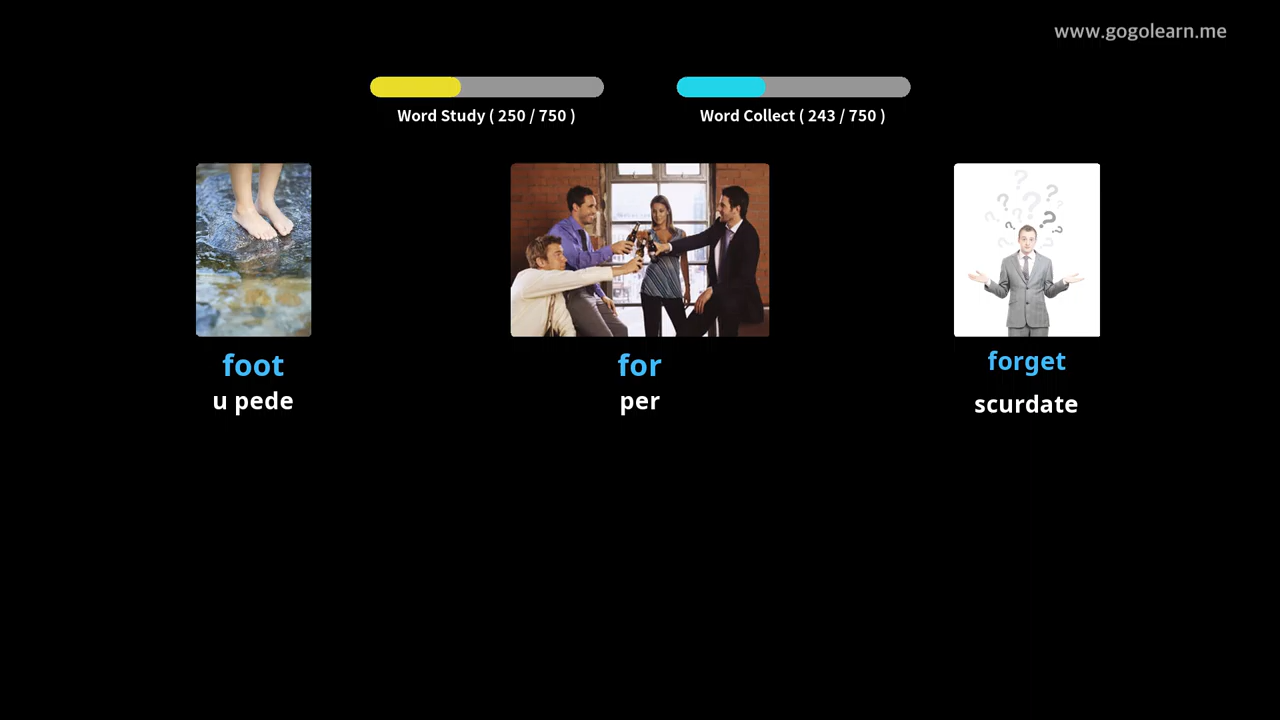 www.gogolearn.me
Word Study ( 250 / 750 )
Word Collect ( 243 / 750 )
foot
u pede
for
per
forget
scurdate